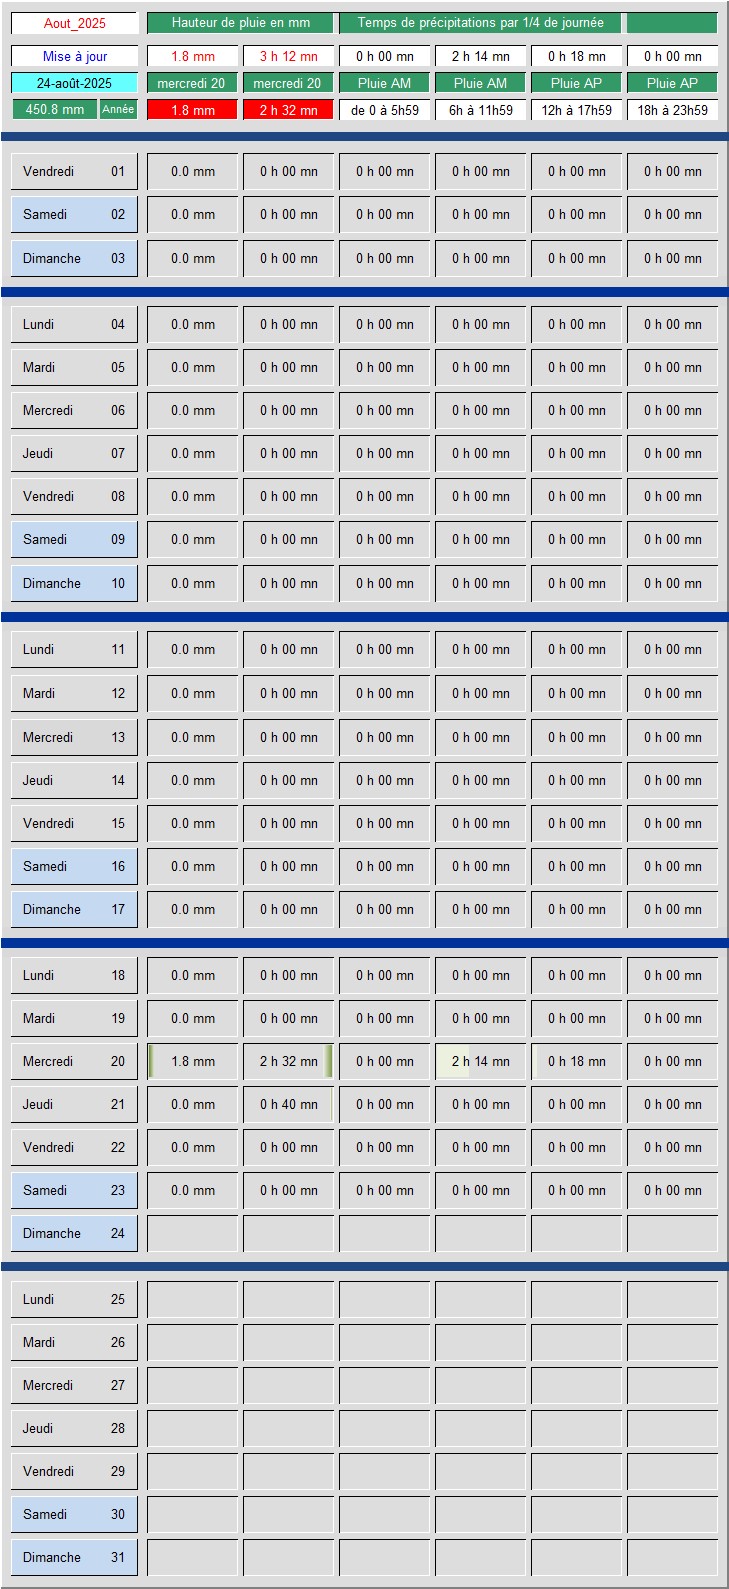 Aout_2025 Hauteur de pluie en mm Temps de précipitations par 1/4 de journée
Mise à jour 1.8 mm 3 h 12 mn 0 h 00 mn 2 h 14 mn 0 h 18 mn 0 h 00 mn
24-août-2025 mercredi 20 mercredi 20 Pluie AM Pluie AM Pluie AP Pluie AP
450.8 mm Année 1.8 mm 2 h 32 mn de 0 à 5h59 6h à 11h59 12h à 17h59 18h à 23h59
Vendredi 01 0.0 mm 0 h 00 mn 0 h 00 mn 0 h 00 mn 0 h 00 mn 0 h 00 mn
Samedi 02 0.0 mm 0 h 00 mn 0 h 00 mn 0 h 00 mn 0 h 00 mn 0 h 00 mn
Dimanche 03 0.0 mm 0 h 00 mn 0 h 00 mn 0 h 00 mn 0 h 00 mn 0 h 00 mn
Lundi 04 0.0 mm 0 h 00 mn 0 h 00 mn 0 h 00 mn 0 h 00 mn 0 h 00 mn
Mardi 05 0.0 mm 0 h 00 mn 0 h 00 mn 0 h 00 mn 0 h 00 mn 0 h 00 mn
Mercredi 06 0.0 mm 0 h 00 mn 0 h 00 mn 0 h 00 mn 0 h 00 mn 0 h 00 mn
Jeudi 07 0.0 mm 0 h 00 mn 0 h 00 mn 0 h 00 mn 0 h 00 mn 0 h 00 mn
Vendredi 08 0.0 mm 0 h 00 mn 0 h 00 mn 0 h 00 mn 0 h 00 mn 0 h 00 mn
Samedi 09 0.0 mm 0 h 00 mn 0 h 00 mn 0 h 00 mn 0 h 00 mn 0 h 00 mn
Dimanche 10 0.0 mm 0 h 00 mn 0 h 00 mn 0 h 00 mn 0 h 00 mn 0 h 00 mn
Lundi 11 0.0 mm 0 h 00 mn 0 h 00 mn 0 h 00 mn 0 h 00 mn 0 h 00 mn
Mardi 12 0.0 mm 0 h 00 mn 0 h 00 mn 0 h 00 mn 0 h 00 mn 0 h 00 mn
Mercredi 13 0.0 mm 0 h 00 mn 0 h 00 mn 0 h 00 mn 0 h 00 mn 0 h 00 mn
Jeudi 14 0.0 mm 0 h 00 mn 0 h 00 mn 0 h 00 mn 0 h 00 mn 0 h 00 mn
Vendredi 15 0.0 mm 0 h 00 mn 0 h 00 mn 0 h 00 mn 0 h 00 mn 0 h 00 mn
Samedi 16 0.0 mm 0 h 00 mn 0 h 00 mn 0 h 00 mn 0 h 00 mn 0 h 00 mn
Dimanche 17 0.0 mm 0 h 00 mn 0 h 00 mn 0 h 00 mn 0 h 00 mn 0 h 00 mn
Lundi 18 0.0 mm 0 h 00 mn 0 h 00 mn 0 h 00 mn 0 h 00 mn 0 h 00 mn
Mardi 19 0.0 mm 0 h 00 mn 0 h 00 mn 0 h 00 mn 0 h 00 mn 0 h 00 mn
Mercredi 20 1.8 mm 2 h 32 mn 0 h 00 mn 2 h 14 mn 0 h 18 mn 0 h 00 mn
Jeudi 21 0.0 mm 0 h 40 mn 0 h 00 mn 0 h 00 mn 0 h 00 mn 0 h 00 mn
Vendredi 22 0.0 mm 0 h 00 mn 0 h 00 mn 0 h 00 mn 0 h 00 mn 0 h 00 mn
Samedi 23 0.0 mm 0 h 00 mn 0 h 00 mn 0 h 00 mn 0 h 00 mn 0 h 00 mn
Dimanche 24
Lundi 25
Mardi 26
Mercredi 27
Jeudi 28
Vendredi 29
Samedi 30
Dimanche 31